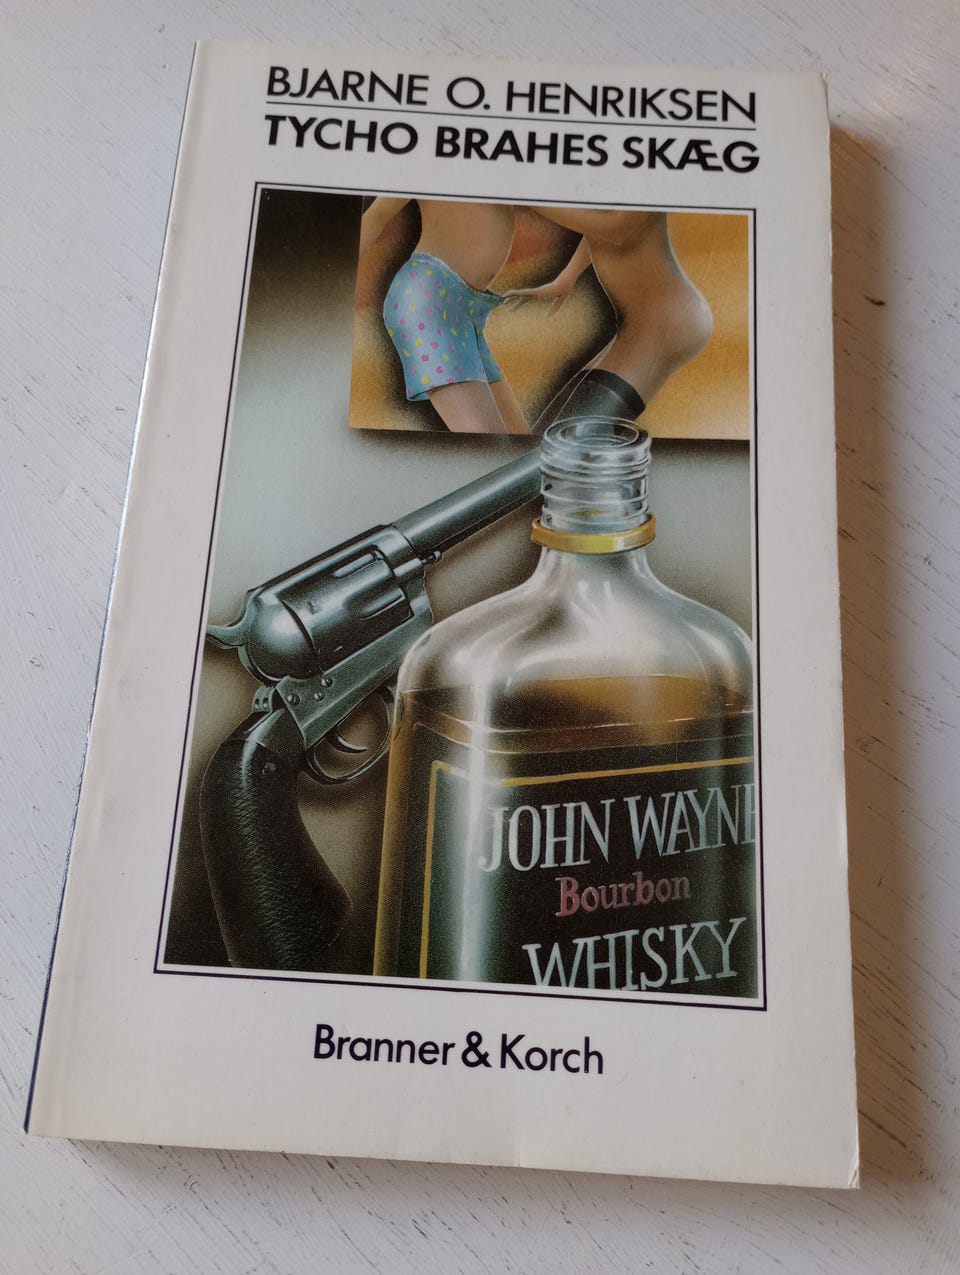 BJARNE O. HENRIKSEN
TYCHO BRAHES SKÆG
JOHN WAYNE
Bourbon
WHISKY
Branner & Korch